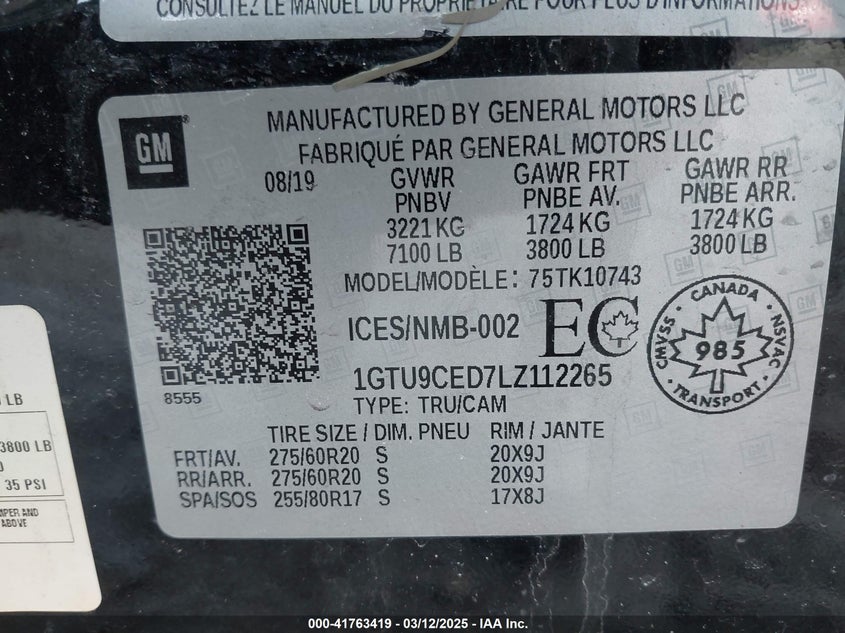 CONSULTEZ LE MANUEL DU PROPRIÉTAIRE POUR PLUS D'INFORMATIONS
GM
MANUFACTURED BY GENERAL MOTORS LLC
FABRIQUÉ PAR GENERAL MOTORS LLC
08/19 GVWR GAWR FRT GAWR RR
PNBV PNBE AV. PNBE ARR.
3221 KG 1724 KG 1724 KG
7100 LB 3800 LB 3800 LB
MODEL/MODÈLE: 75TK10743
ICES/NMB-002 EC
CANADA
CMVSS 985 NSVAC
TRANSPORT
1GTU9CED7LZ112265
8555
TYPE: TRU/CAM
TIRE SIZE / DIM. PNEU RIM / JANTE
FRT/AV. 275/60R20 S 20X9J
RR/ARR. 275/60R20 S 20X9J
SPA/SOS 255/80R17 S 17X8J
LB
3800 LB
35 PSI
AND
ABOVE
000-41763419 - 03/12/2025 - IAA Inc.